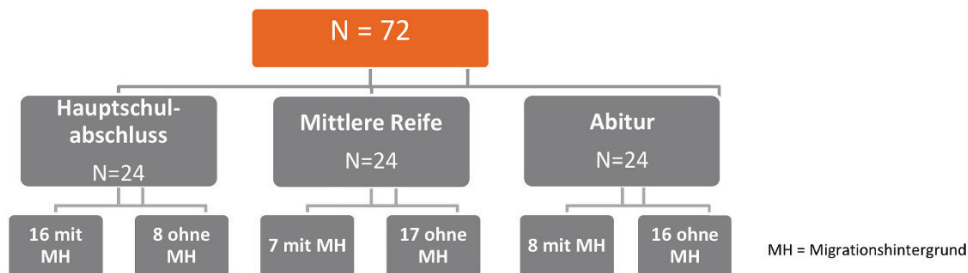 N = 72
Hauptschul-
abschluss
N=24
Mittlere Reife
N=24
Abitur
N=24
16 mit
MH
8 ohne
MH
7 mit MH
17 ohne
MH
8 mit MH
16 ohne
MH
MH = Migrationshintergrund